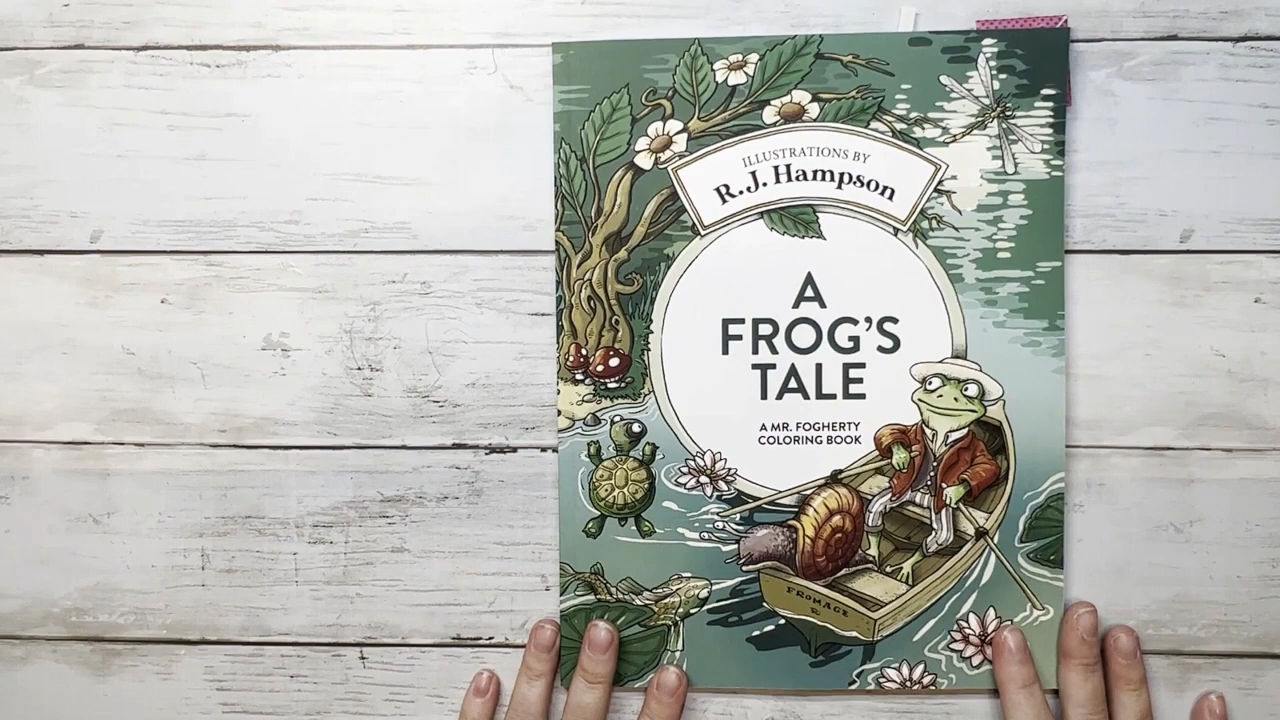 ILLUSTRATIONS BY
R.J. Hampson
A
FROG'S
TALE
A MR. FOGHERTY
COLORING BOOK
FROMAGE
R